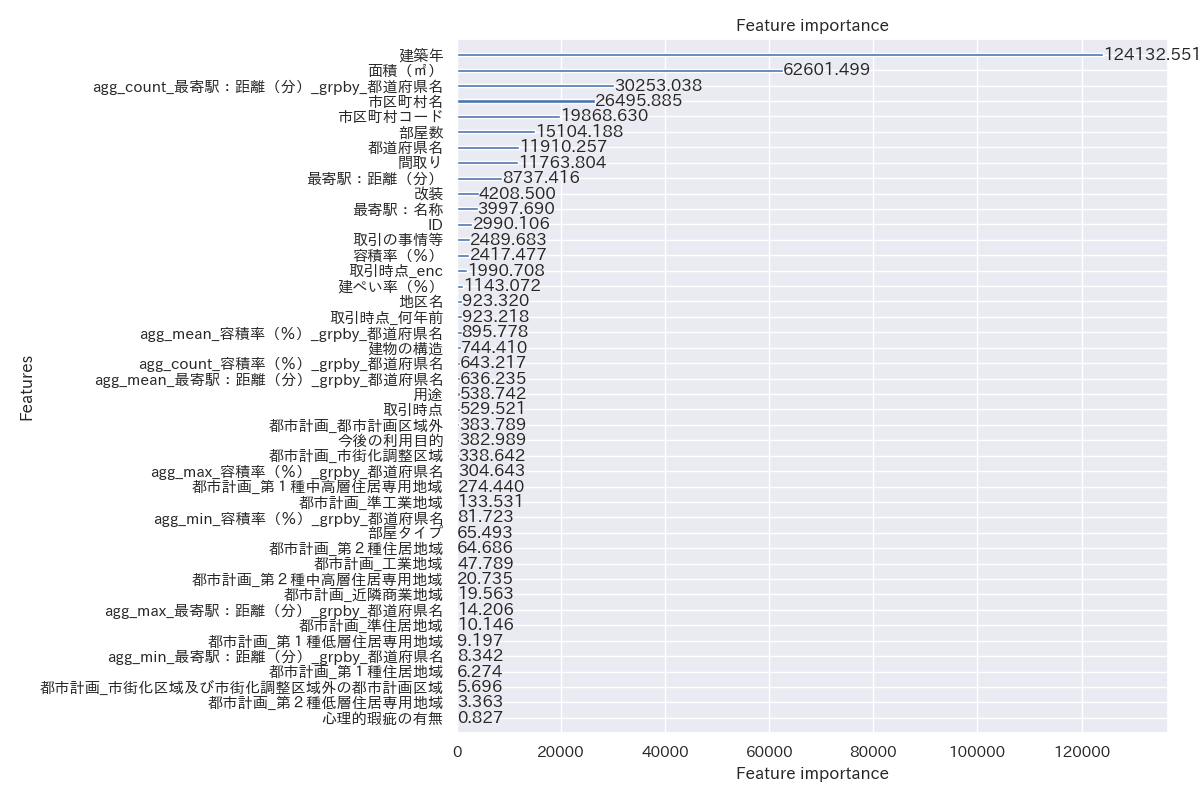 Feature importance
建築年 124132.551
面積（㎡） 62601.499
agg_count_最寄駅：距離（分）_grpby_都道府県名 30253.038
市区町村名 26495.885
市区町村コード 19868.630
部屋数 15104.188
都道府県名 11910.257
間取り 11763.804
最寄駅：距離（分） 8737.416
改装 4208.500
最寄駅：名称 3997.690
ID 2990.106
取引の事情等 2489.683
容積率（％） 2417.477
取引時点_enc 1990.708
建ぺい率（％） 1143.072
地区名 923.320
取引時点_何年前 923.218
agg_mean_容積率（％）_grpby_都道府県名 895.778
建物の構造 744.410
agg_count_容積率（％）_grpby_都道府県名 643.217
agg_mean_最寄駅：距離（分）_grpby_都道府県名 636.235
用途 538.742
取引時点 529.521
都市計画_都市計画区域外 383.789
今後の利用目的 382.989
都市計画_市街化調整区域 338.642
agg_max_容積率（％）_grpby_都道府県名 304.643
都市計画_第１種中高層住居専用地域 274.440
都市計画_準工業地域 133.531
agg_min_容積率（％）_grpby_都道府県名 81.723
部屋タイプ 65.493
都市計画_第２種住居地域 64.686
都市計画_工業地域 47.789
都市計画_第２種中高層住居専用地域 20.735
都市計画_近隣商業地域 19.563
agg_max_最寄駅：距離（分）_grpby_都道府県名 14.206
都市計画_準住居地域 10.146
都市計画_第１種低層住居専用地域 9.197
agg_min_最寄駅：距離（分）_grpby_都道府県名 8.342
都市計画_第１種住居地域 6.274
都市計画_市街化区域及び市街化調整区域外の都市計画区域 5.696
都市計画_第２種低層住居専用地域 3.363
心理的瑕疵の有無 0.827
Features
0 20000 40000 60000 80000 100000 120000
Feature importance